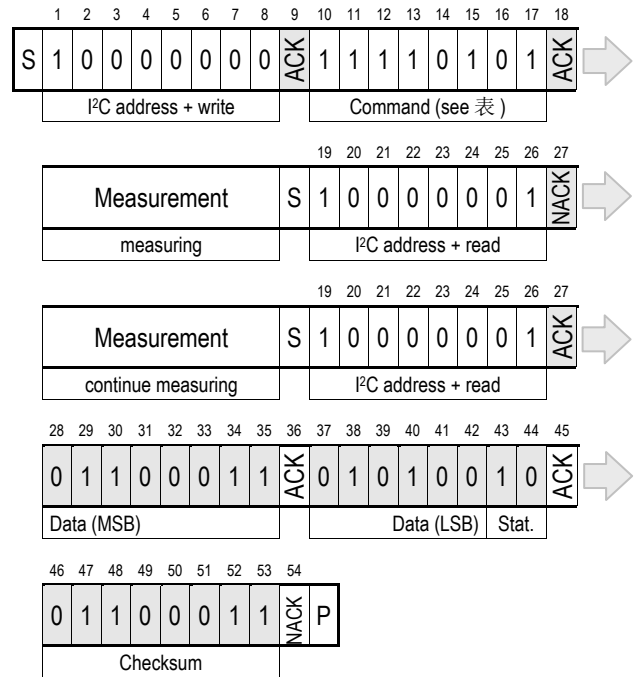 1 2 3 4 5 6 7 8 9 10 11 12 13 14 15 16 17 18
S 1 0 0 0 0 0 0 0 ACK 1 1 1 1 0 1 0 1 ACK
I²C address + write Command (see 表 )
19 20 21 22 23 24 25 26 27
Measurement S 1 0 0 0 0 0 0 1 NACK
measuring I²C address + read
19 20 21 22 23 24 25 26 27
Measurement S 1 0 0 0 0 0 0 1 ACK
continue measuring I²C address + read
28 29 30 31 32 33 34 35 36 37 38 39 40 41 42 43 44 45
0 1 1 0 0 0 1 1 ACK 0 1 0 1 0 0 1 0 ACK
Data (MSB) Data (LSB) Stat.
46 47 48 49 50 51 52 53 54
0 1 1 0 0 0 1 1 NACK P
Checksum